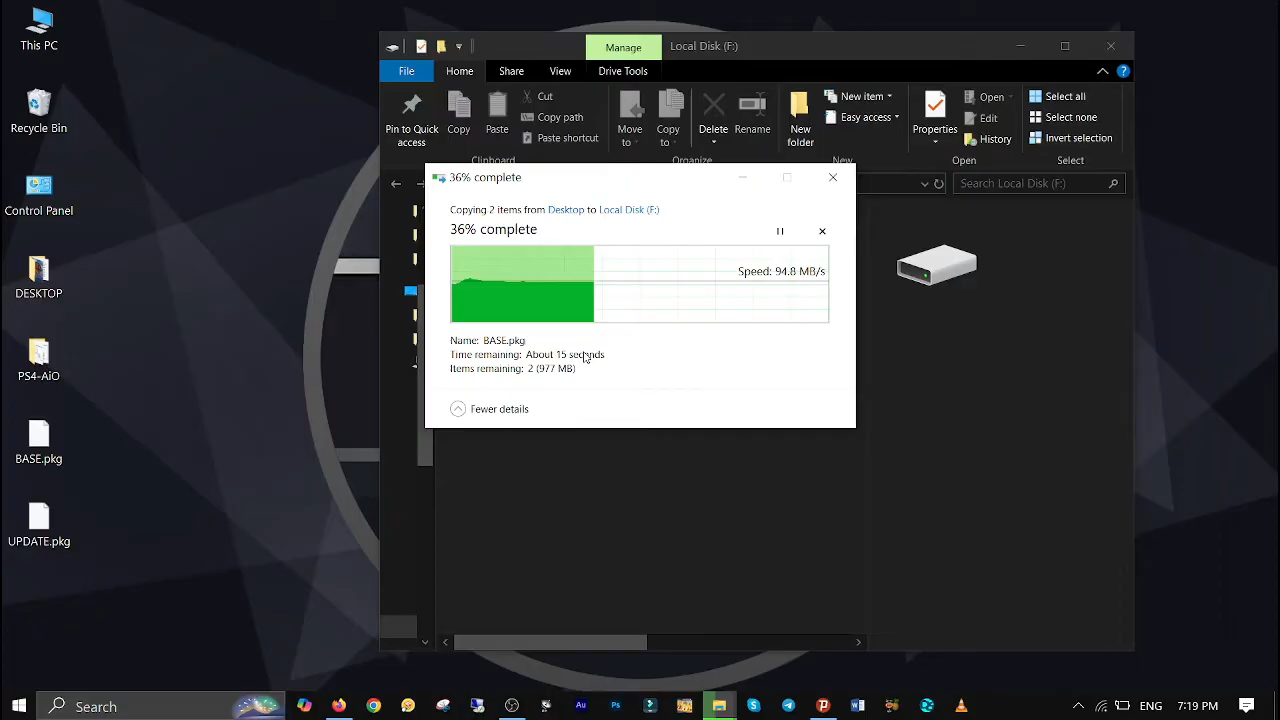 This PC
Recycle Bin
Control Panel
DESKTOP
PS4-AiO
BASE.pkg
UPDATE.pkg
Manage
Local Disk (F:)
File
Home
Share
View
Drive Tools
Pin to Quick access
Copy
Paste
Cut
Copy path
Paste shortcut
Clipboard
Move to
Copy to
Delete
Rename
Organize
New folder
New item
Easy access
New
Properties
Open
Edit
History
Open
Select all
Select none
Invert selection
Select
Search Local Disk (F:)
36% complete
Copying 2 items from Desktop to Local Disk (F:)
36% complete
Speed: 94.8 MB/s
Name: BASE.pkg
Time remaining: About 15 seconds
Items remaining: 2 (977 MB)
Fewer details
Search
Au
Ps
ENG
7:19 PM